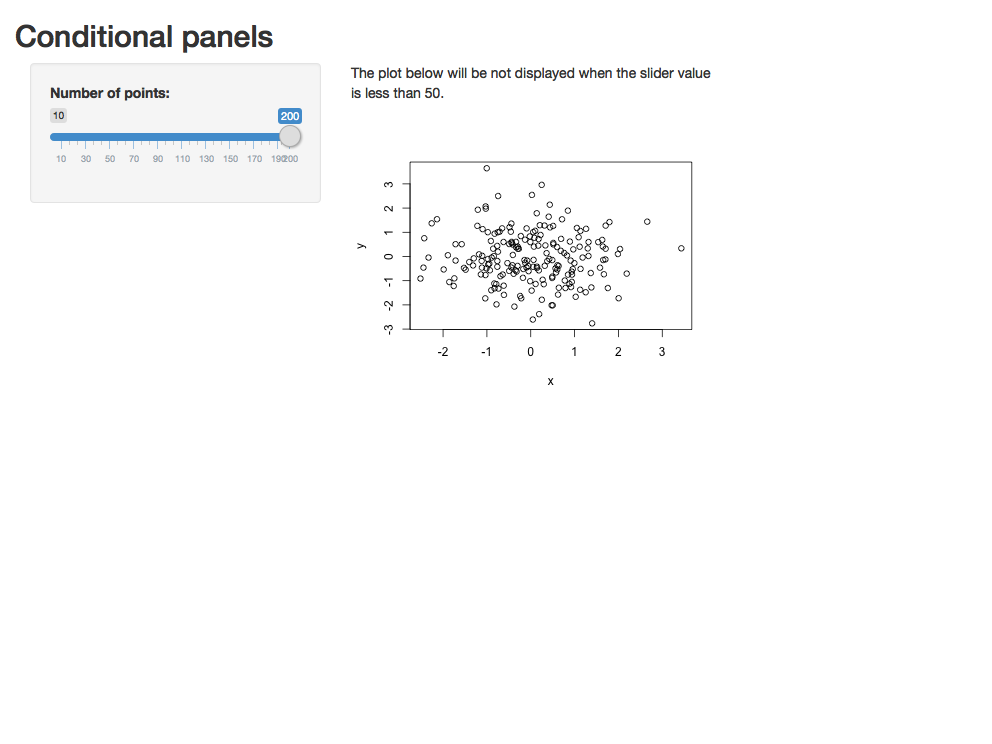 Conditional panels
Number of points:
10 200
10 30 50 70 90 110 130 150 170 190 200
The plot below will be not displayed when the slider value
is less than 50.
y
3
2
1
0
-1
-2
-3
-2 -1 0 1 2 3
x